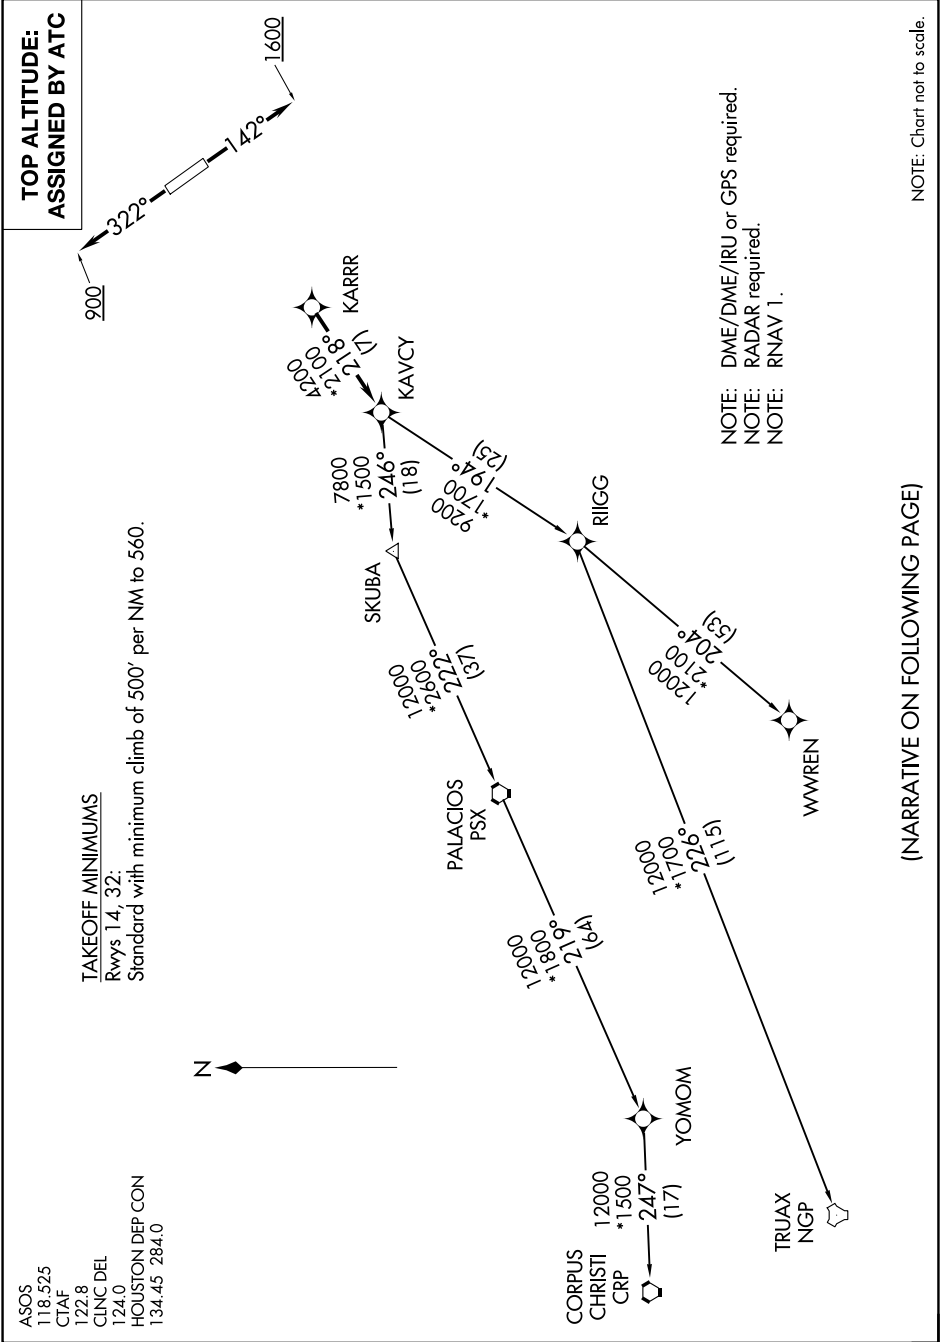 ASOS
118.525
CTAF
122.8
CLNC DEL
124.0
HOUSTON DEP CON
134.45 284.0
TAKEOFF MINIMUMS
Rwys 14, 32:
Standard with minimum climb of 500' per NM to 560.
TOP ALTITUDE:
ASSIGNED BY ATC
900
322°
142°
1600
N
KARRR
4200
*2100
218°
(7)
KAVCY
7800
*1500
246°
(18)
SKUBA
9200
*1700
194°
(25)
RIIGG
12000
*2600
222°
(37)
PALACIOS
PSX
12000
*2100
204°
(53)
WWREN
12000
*1800
219°
(64)
YOMOM
12000
*1700
226°
(115)
TRUAX
NGP
12000
*1500
247°
(17)
CORPUS
CHRISTI
CRP
NOTE: DME/DME/IRU or GPS required.
NOTE: RADAR required.
NOTE: RNAV 1.
(NARRATIVE ON FOLLOWING PAGE)
NOTE: Chart not to scale.